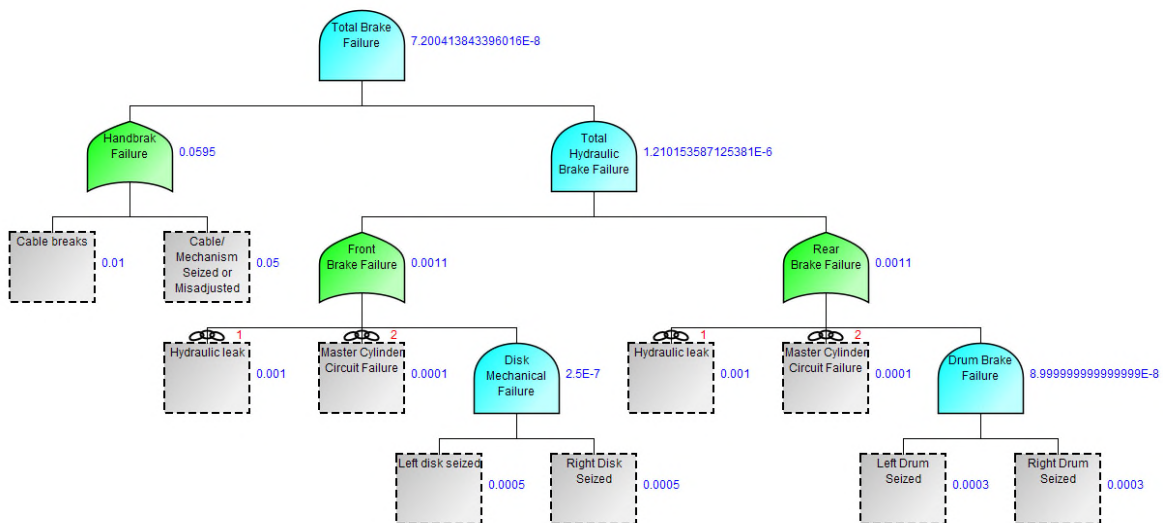 Total Brake
Failure
7.200413843396016E-8
Handbrak
Failure
0.0595
Total
Hydraulic
Brake Failure
1.210153587125381E-6
Cable breaks
0.01
Cable/
Mechanism
Seized or
Misadjusted
0.05
Front
Brake Failure
0.0011
Rear
Brake Failure
0.0011
1
Hydraulic leak
0.001
2
Master Cylinder
Circuit Failure
0.0001
Disk
Mechanical
Failure
2.5E-7
1
Hydraulic leak
0.001
2
Master Cylinder
Circuit Failure
0.0001
Drum Brake
Failure
8.999999999999999E-8
Left disk seized
0.0005
Right Disk
Seized
0.0005
Left Drum
Seized
0.0003
Right Drum
Seized
0.0003